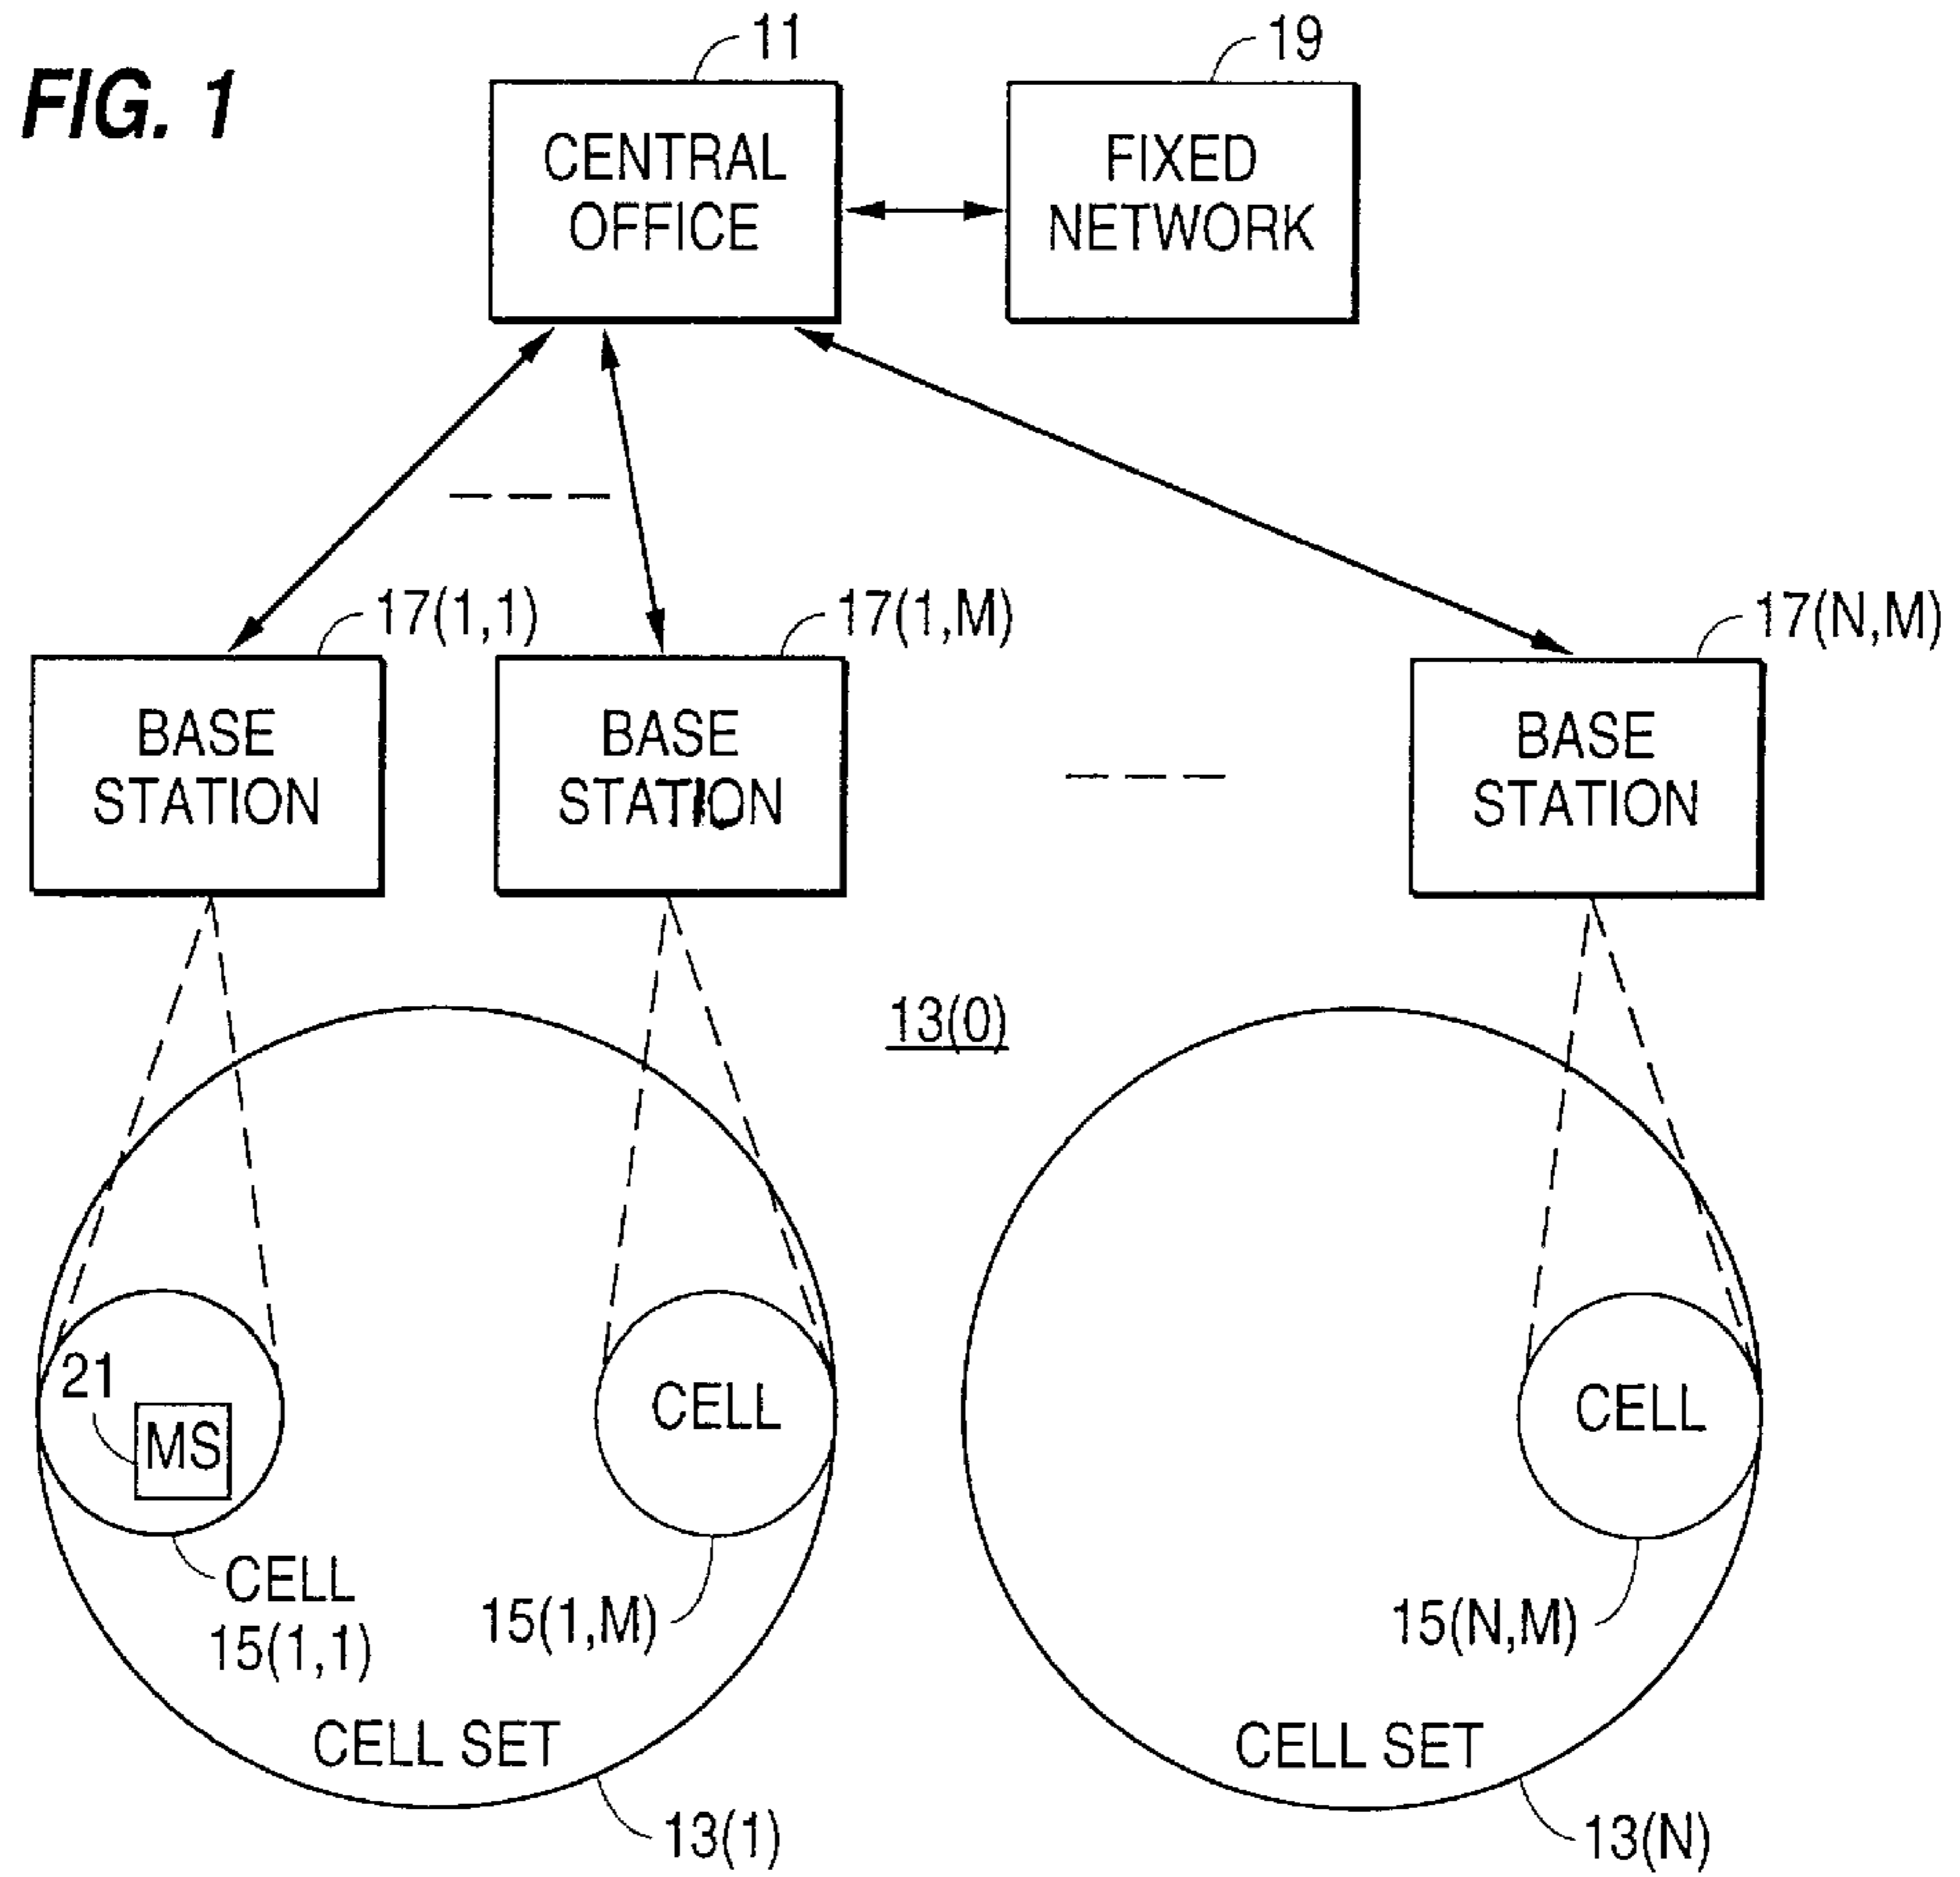 FIG. 1
11
19
CENTRAL
OFFICE
FIXED
NETWORK
17(1,1)
17(1,M)
17(N,M)
BASE
STATION
BASE
STATION
BASE
STATION
13(0)
21
MS
CELL
CELL
CELL
15(1,1)
15(1,M)
15(N,M)
CELL SET
CELL SET
13(1)
13(N)